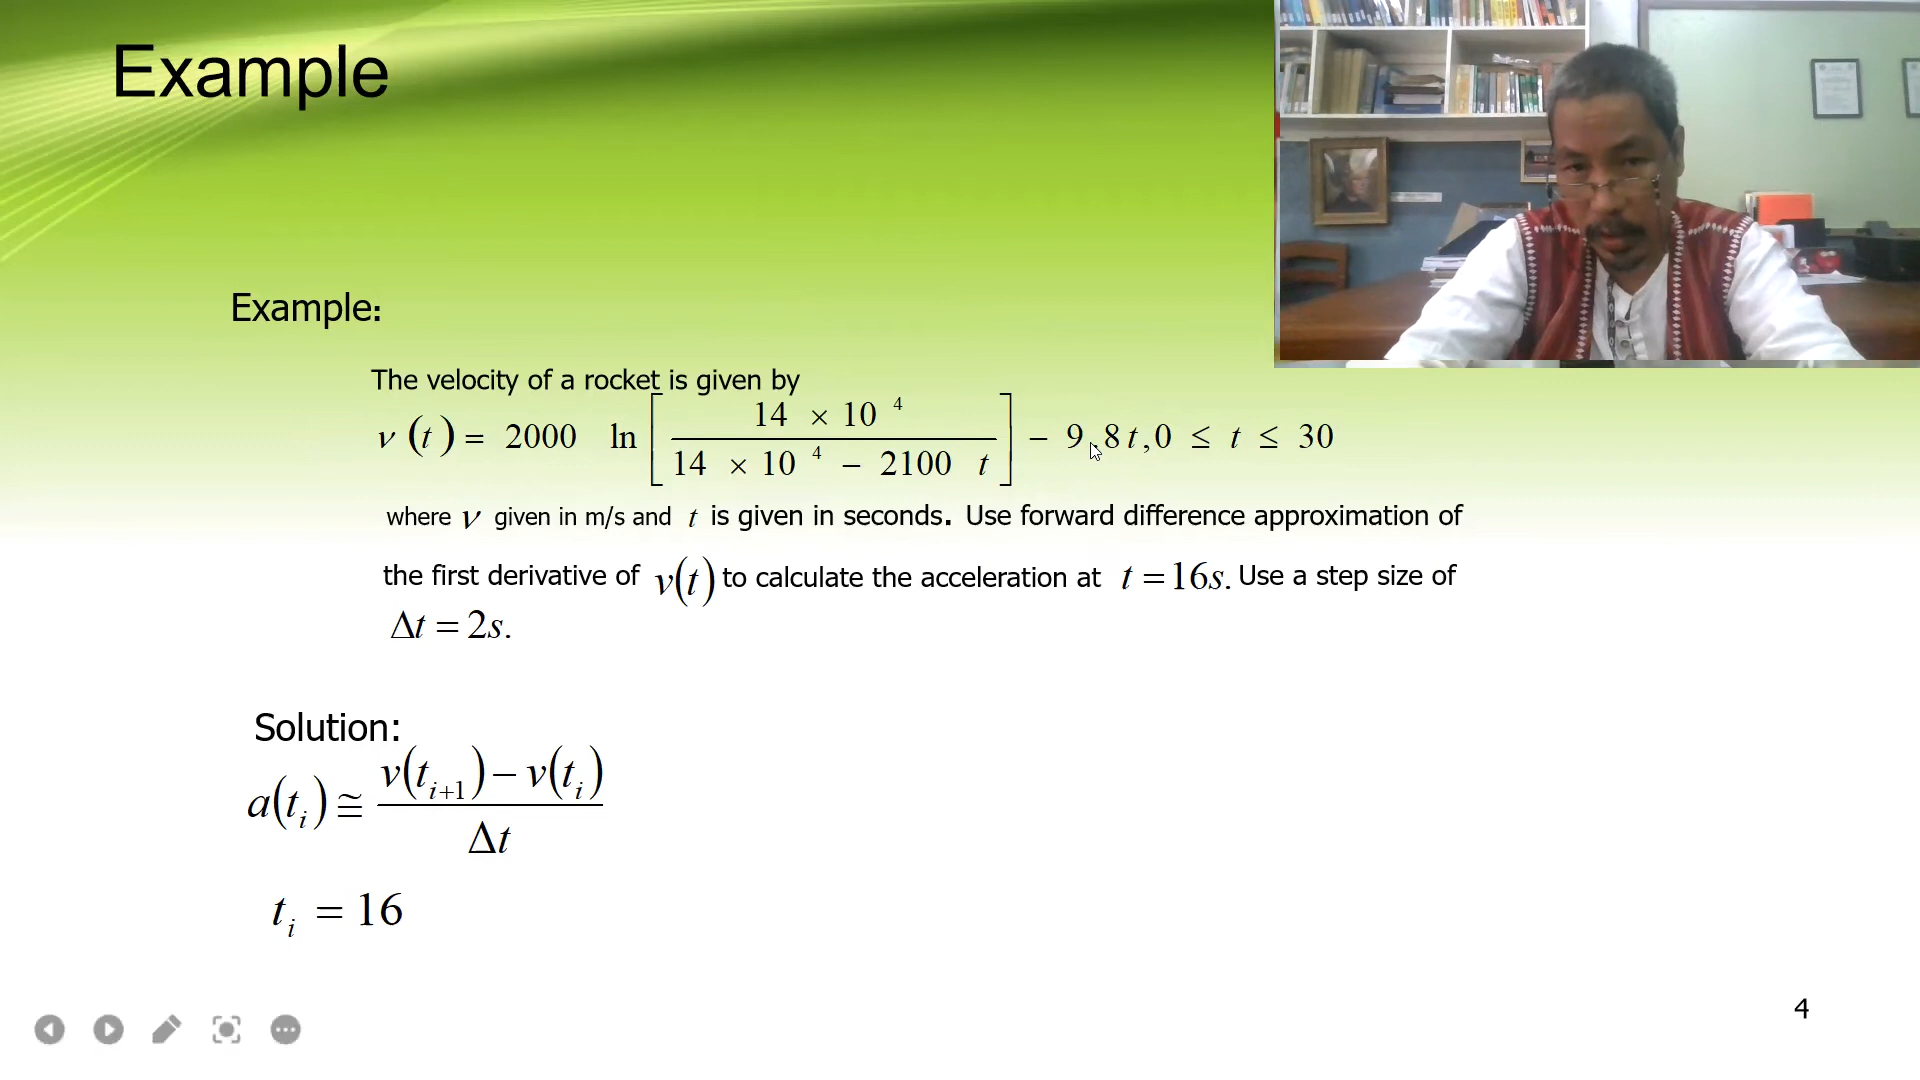 Example
Example:
The velocity of a rocket is given by
ν(t) = 2000 ln[14 × 10^4 / (14 × 10^4 − 2100 t)] − 9.8t, 0 ≤ t ≤ 30
where ν given in m/s and t is given in seconds. Use forward difference approximation of
the first derivative of ν(t) to calculate the acceleration at t = 16s. Use a step size of
Δt = 2s.
Solution:
a(t_i) ≅ (ν(t_{i+1}) − ν(t_i)) / Δt
t_i = 16
4